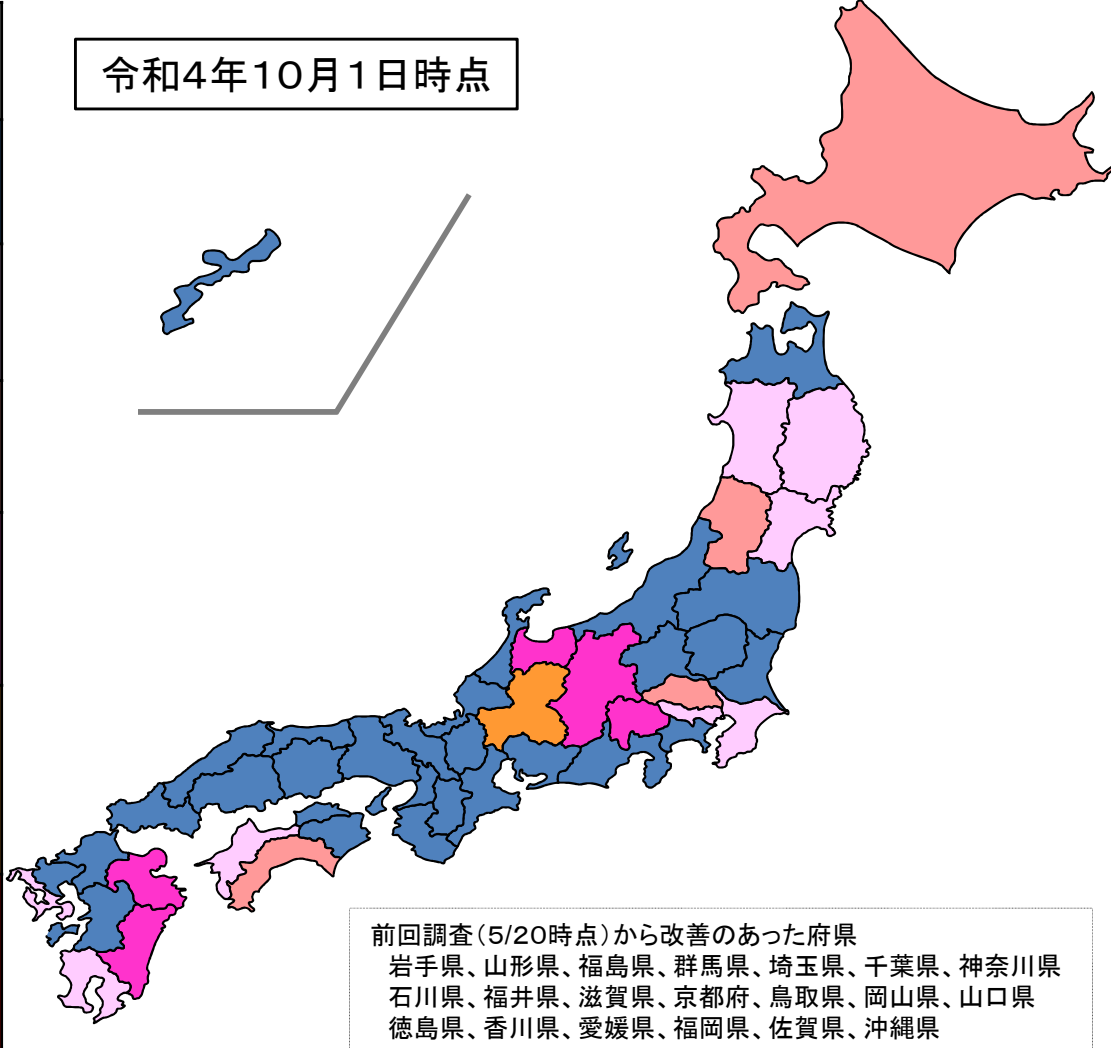 令和4年10月1日時点
前回調査(5/20時点)から改善のあった府県
岩手県、山形県、福島県、群馬県、埼玉県、千葉県、神奈川県
石川県、福井県、滋賀県、京都府、鳥取県、岡山県、山口県
徳島県、香川県、愛媛県、福岡県、佐賀県、沖縄県